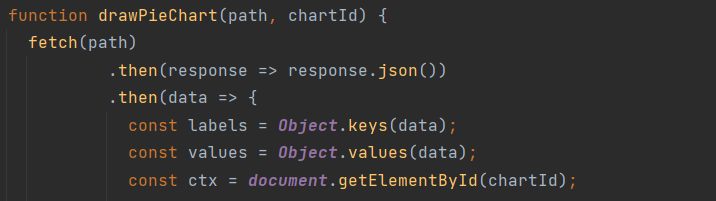 function drawPieChart(path, chartId) {
  fetch(path)
          .then(response => response.json())
          .then(data => {
            const labels = Object.keys(data);
            const values = Object.values(data);
            const ctx = document.getElementById(chartId);